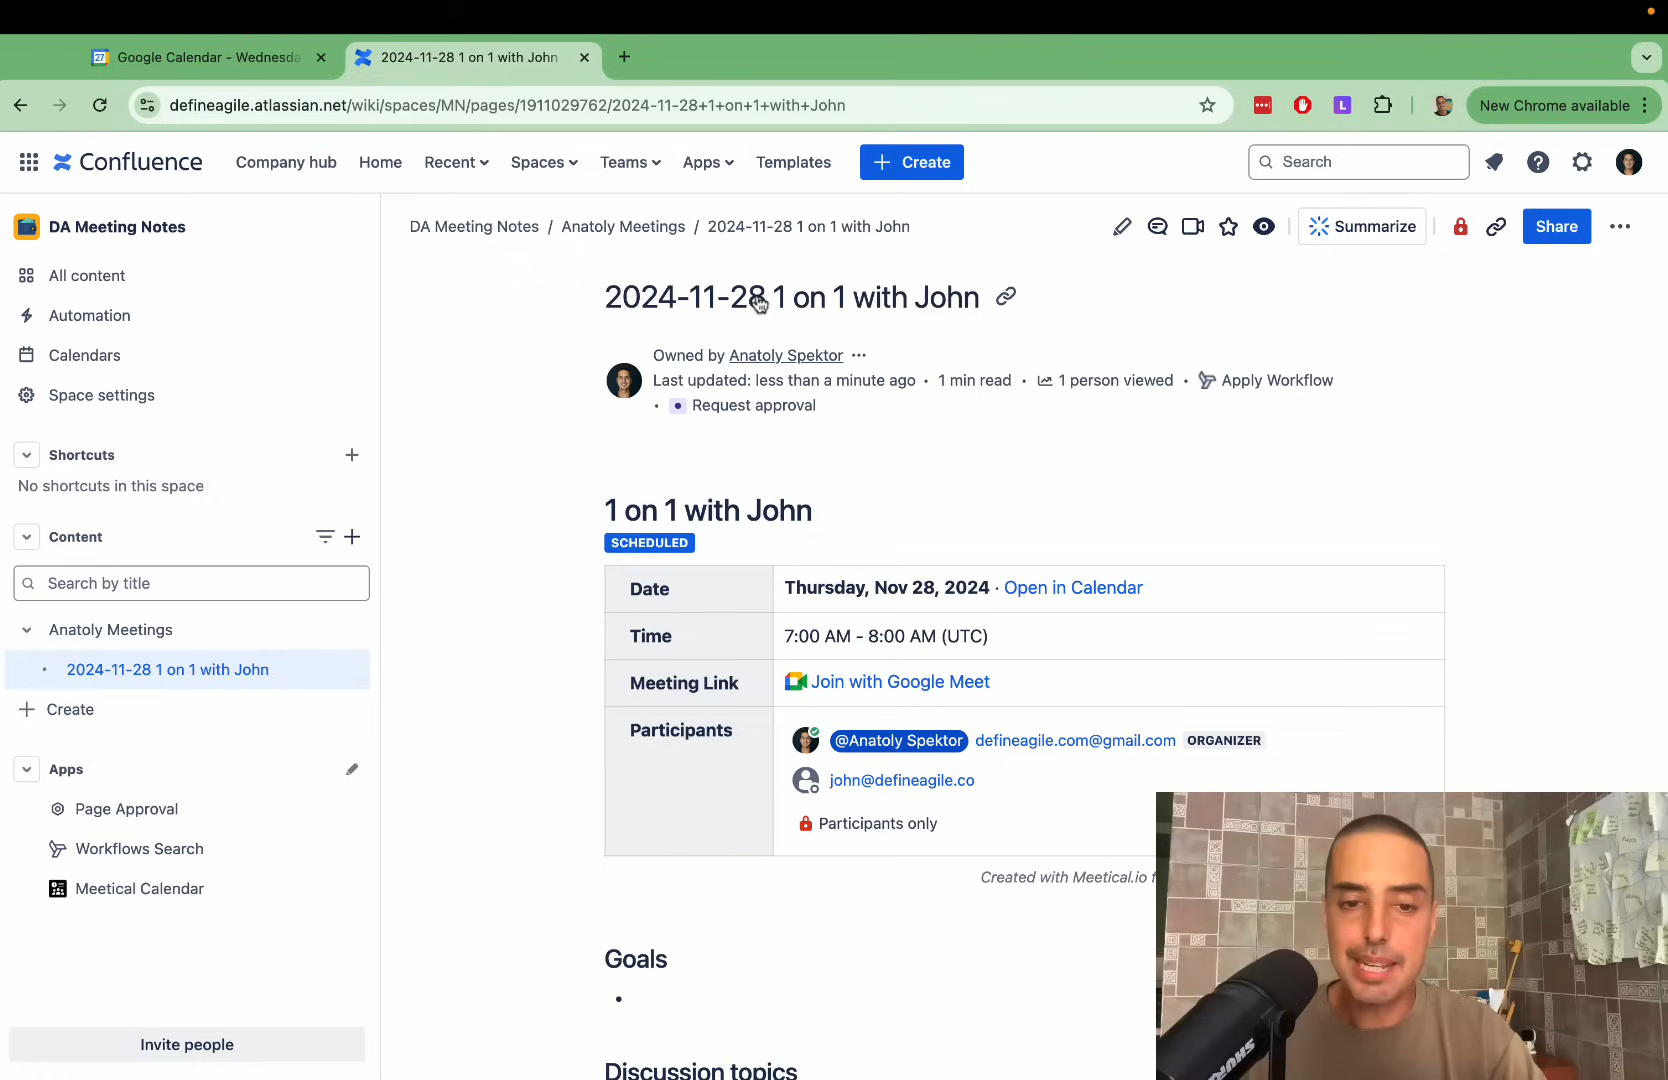 27 Google Calendar - Wednesda
2024-11-28 1 on 1 with John
defineagile.atlassian.net/wiki/spaces/MN/pages/1911029762/2024-11-28+1+on+1+with+John
L
New Chrome available
Confluence
Company hub
Home
Recent
Spaces
Teams
Apps
Templates
+ Create
Search
DA Meeting Notes
All content
Automation
Calendars
Space settings
Shortcuts
No shortcuts in this space
Content
Search by title
Anatoly Meetings
• 2024-11-28 1 on 1 with John
+ Create
Apps
Page Approval
Workflows Search
Meetical Calendar
Invite people
DA Meeting Notes / Anatoly Meetings / 2024-11-28 1 on 1 with John
Summarize
Share
2024-11-28 1 on 1 with John
Owned by Anatoly Spektor
Last updated: less than a minute ago • 1 min read • 1 person viewed • Apply Workflow
• Request approval
1 on 1 with John
SCHEDULED
Date Thursday, Nov 28, 2024 · Open in Calendar
Time 7:00 AM - 8:00 AM (UTC)
Meeting Link Join with Google Meet
Participants @Anatoly Spektor defineagile.com@gmail.com ORGANIZER
john@defineagile.co
Participants only
Created with Meetical.io f
Goals
•
Discussion topics
SHURE